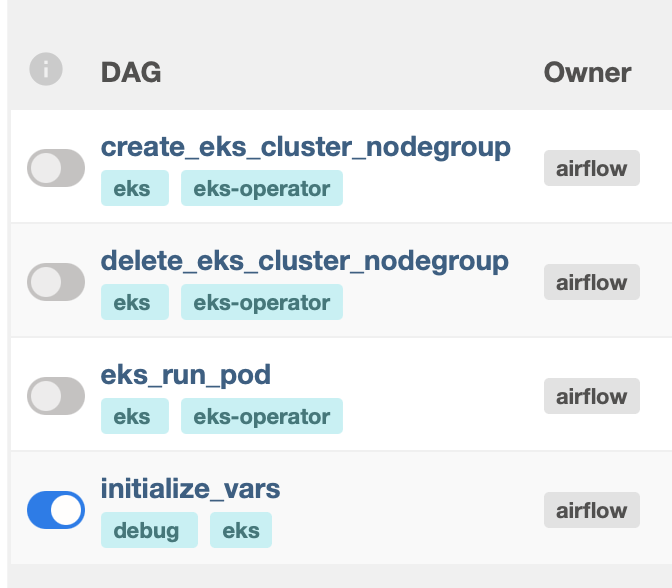 i DAG Owner
create_eks_cluster_nodegroup
eks eks-operator airflow
delete_eks_cluster_nodegroup
eks eks-operator airflow
eks_run_pod
eks eks-operator airflow
initialize_vars
debug eks airflow